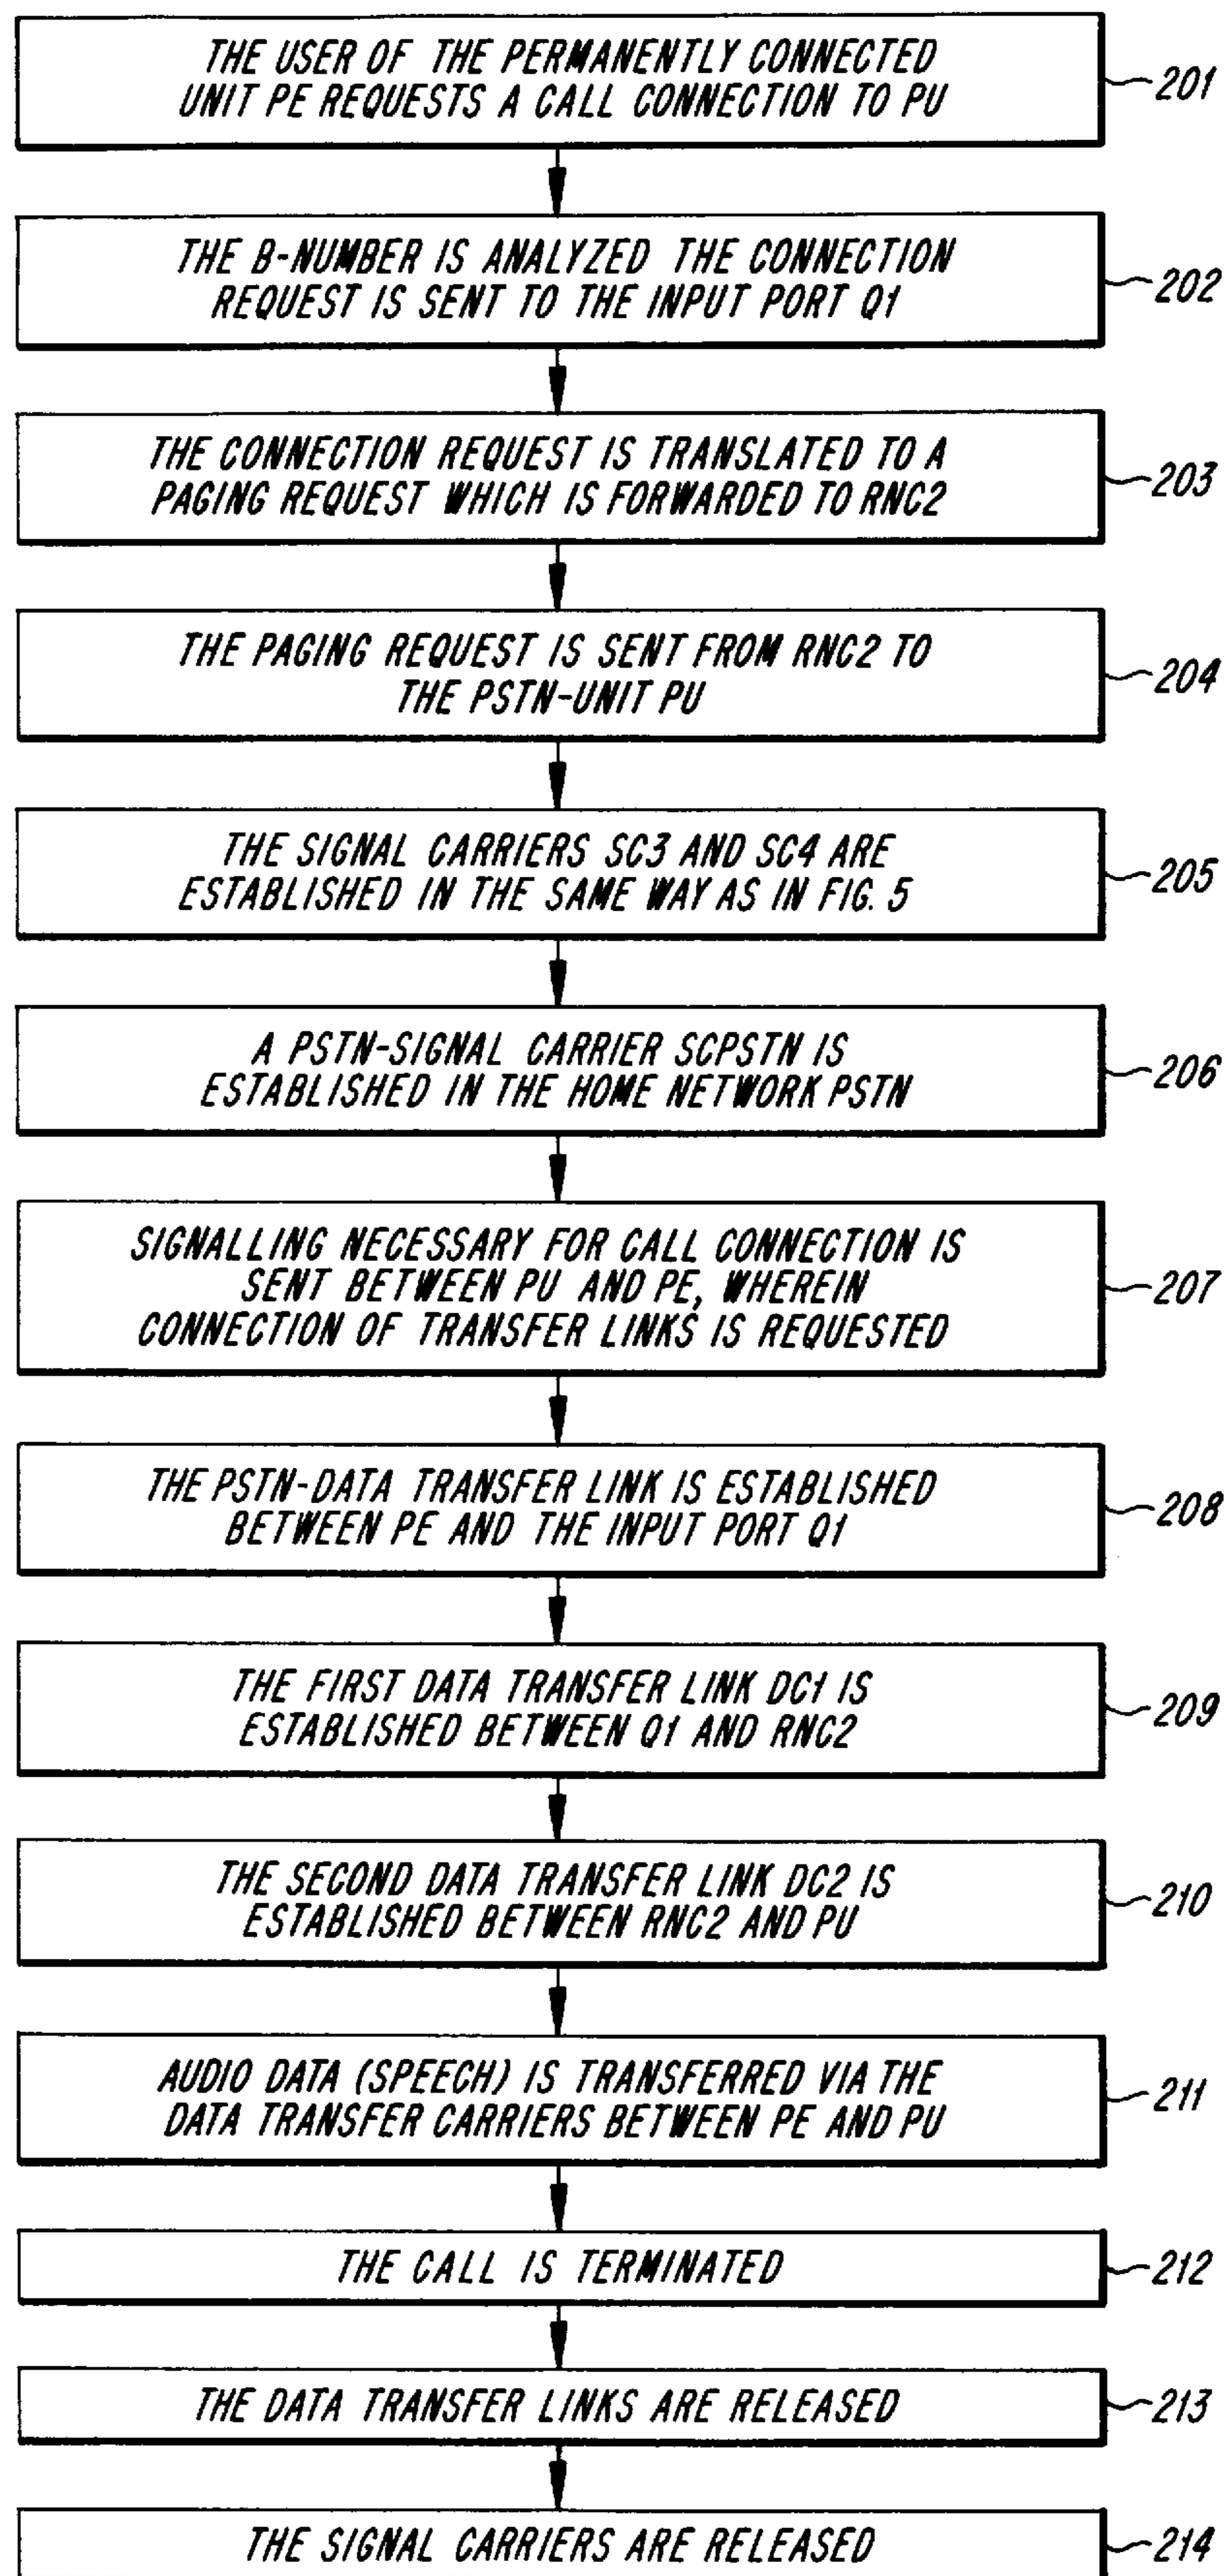 THE USER OF THE PERMANENTLY CONNECTED
UNIT PE REQUESTS A CALL CONNECTION TO PU
201
THE B-NUMBER IS ANALYZED THE CONNECTION
REQUEST IS SENT TO THE INPUT PORT Q1
202
THE CONNECTION REQUEST IS TRANSLATED TO A
PAGING REQUEST WHICH IS FORWARDED TO RNC2
203
THE PAGING REQUEST IS SENT FROM RNC2 TO
THE PSTN-UNIT PU
204
THE SIGNAL CARRIERS SC3 AND SC4 ARE
ESTABLISHED IN THE SAME WAY AS IN FIG. 5
205
A PSTN-SIGNAL CARRIER SCPSTN IS
ESTABLISHED IN THE HOME NETWORK PSTN
206
SIGNALLING NECESSARY FOR CALL CONNECTION IS
SENT BETWEEN PU AND PE, WHEREIN
CONNECTION OF TRANSFER LINKS IS REQUESTED
207
THE PSTN-DATA TRANSFER LINK IS ESTABLISHED
BETWEEN PE AND THE INPUT PORT Q1
208
THE FIRST DATA TRANSFER LINK DC1 IS
ESTABLISHED BETWEEN Q1 AND RNC2
209
THE SECOND DATA TRANSFER LINK DC2 IS
ESTABLISHED BETWEEN RNC2 AND PU
210
AUDIO DATA (SPEECH) IS TRANSFERRED VIA THE
DATA TRANSFER CARRIERS BETWEEN PE AND PU
211
THE CALL IS TERMINATED
212
THE DATA TRANSFER LINKS ARE RELEASED
213
THE SIGNAL CARRIERS ARE RELEASED
214